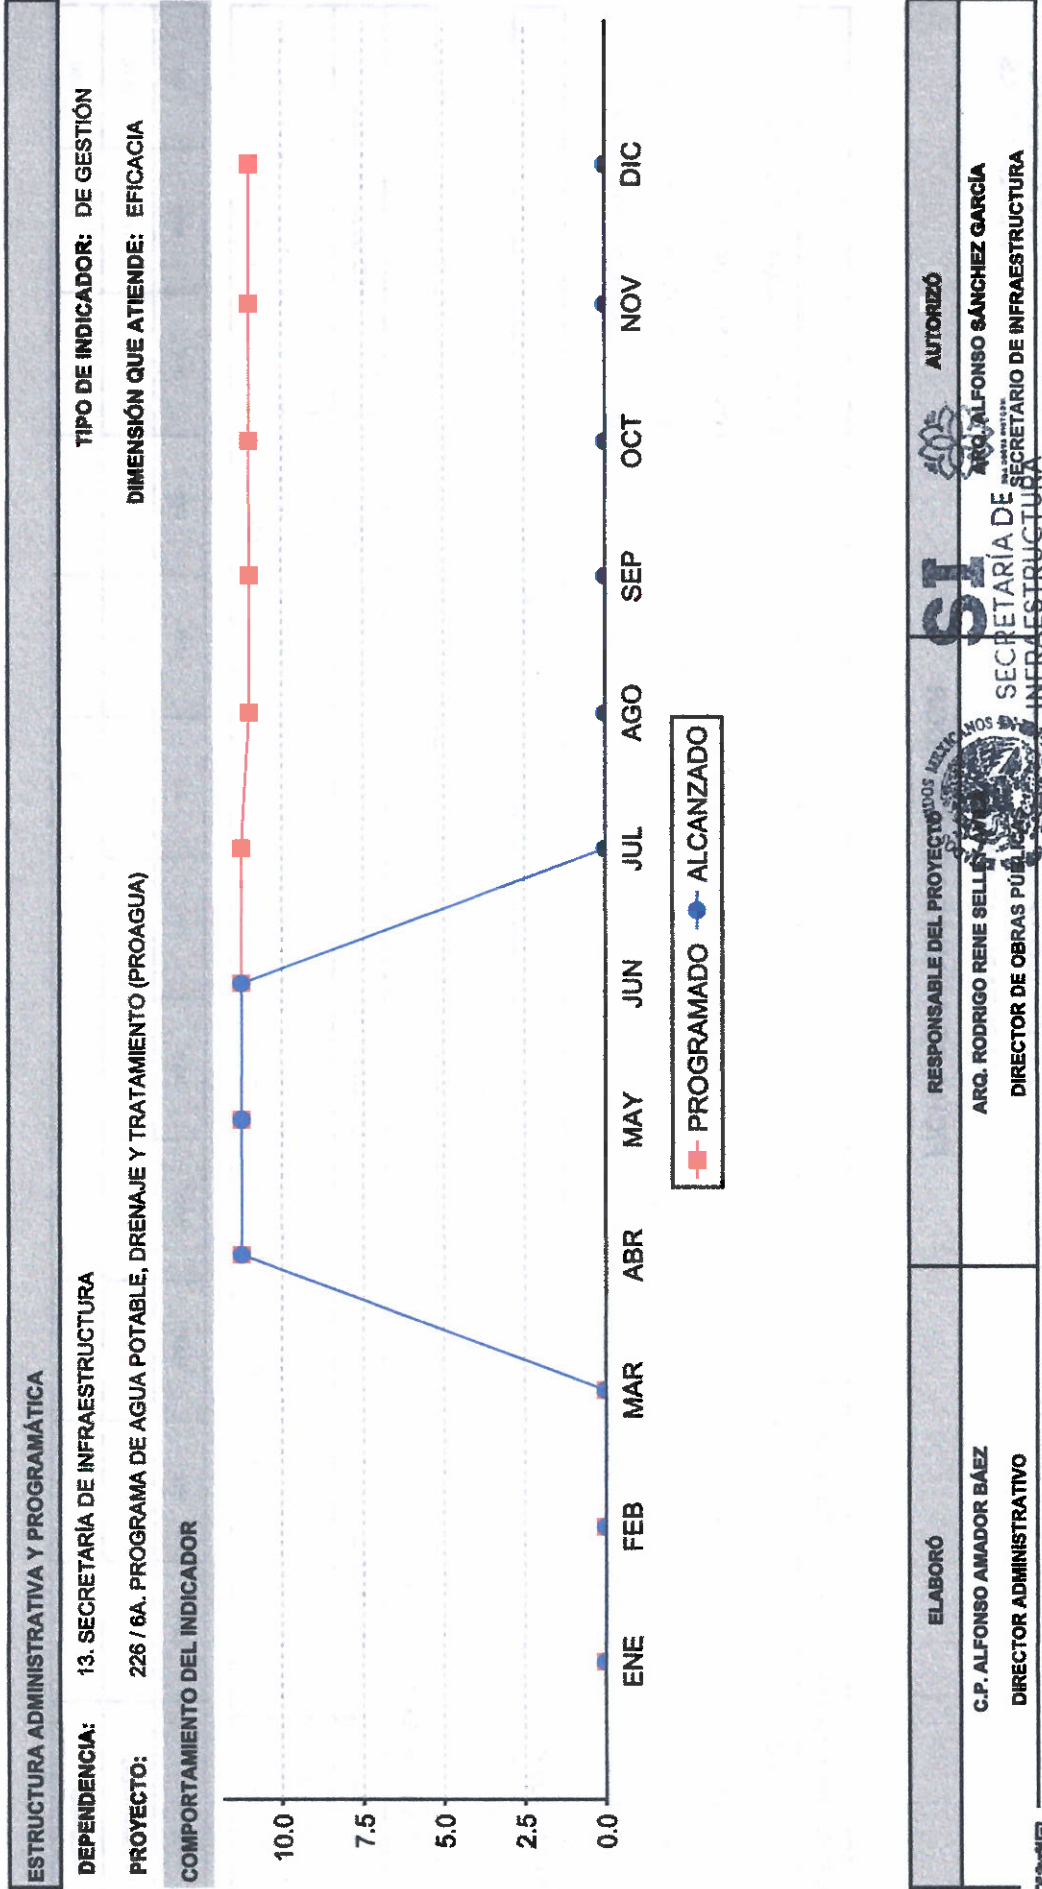 ESTRUCTURA ADMINISTRATIVA Y PROGRAMÁTICA
DEPENDENCIA: 13. SECRETARÍA DE INFRAESTRUCTURA TIPO DE INDICADOR: DE GESTIÓN
PROYECTO: 226 / 6A. PROGRAMA DE AGUA POTABLE, DRENAJE Y TRATAMIENTO (PROAGUA) DIMENSIÓN QUE ATIENDE: EFICACIA
COMPORTAMIENTO DEL INDICADOR
10.0
7.5
5.0
2.5
0.0
ENE FEB MAR ABR MAY JUN JUL AGO SEP OCT NOV DIC
PROGRAMADO ALCANZADO
ELABORÓ RESPONSABLE DEL PROYECTO AUTORIZÓ
C.P. ALFONSO AMADOR BÁEZ ARQ. RODRIGO RENE ARQ. ALFONSO SÁNCHEZ GARCÍA
DIRECTOR ADMINISTRATIVO DIRECTOR DE OBRAS PÚBLICAS SECRETARIO DE INFRAESTRUCTURA
SI
SECRETARÍA DE
INFRAESTRUCTURA